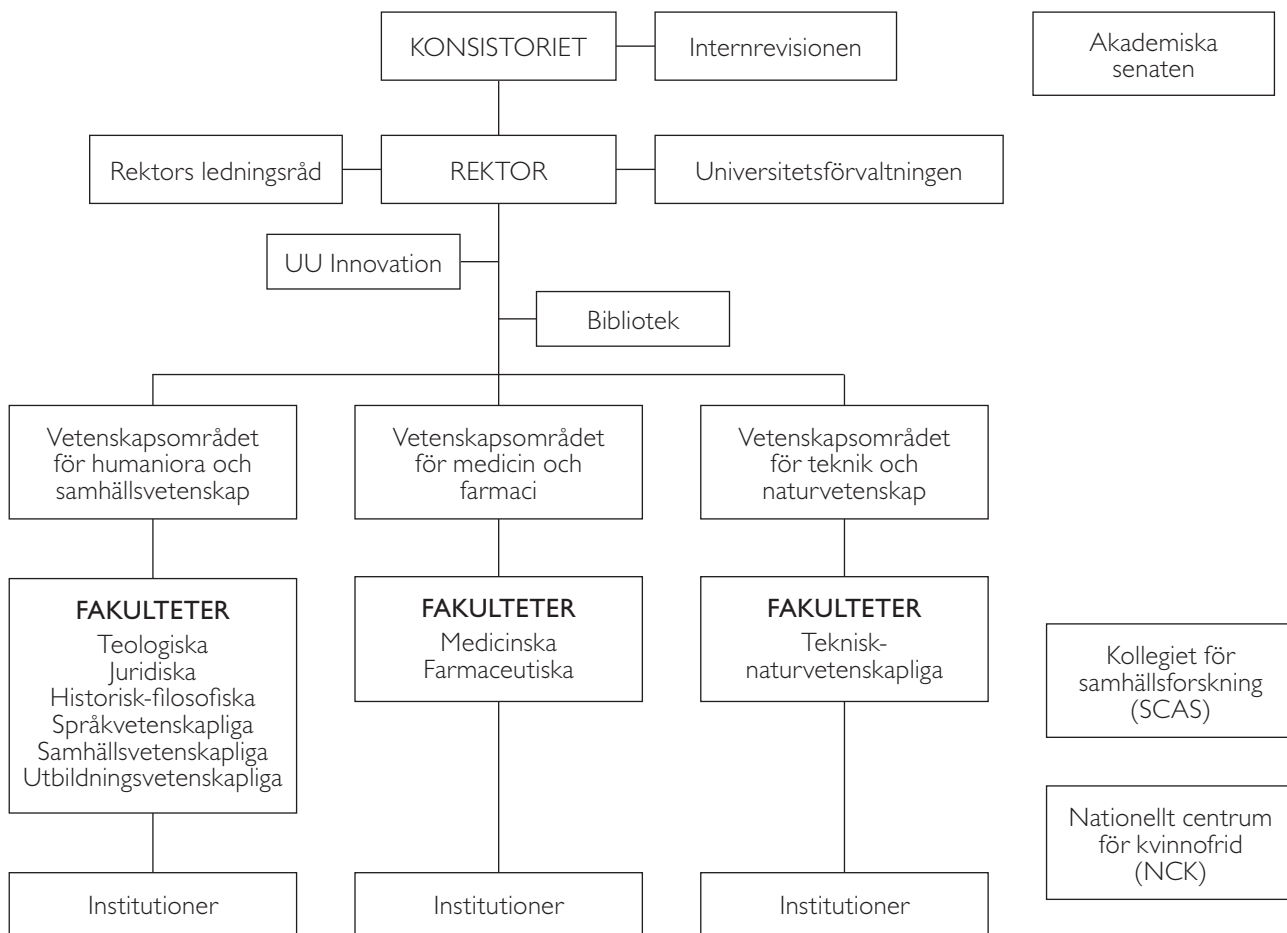 KONSISTORIET
Internrevisionen
Akademiska
senaten
Rektors ledningsråd
REKTOR
Universitetsförvaltningen
UU Innovation
Bibliotek
Vetenskapsområdet
för humaniora och
samhällsvetenskap
Vetenskapsområdet
för medicin och
farmaci
Vetenskapsområdet
för teknik och
naturvetenskap
FAKULTETER
Teologiska
Juridiska
Historisk-filosofiska
Språkvetenskapliga
Samhällsvetenskapliga
Utbildningsvetenskapliga
FAKULTETER
Medicinska
Farmaceutiska
FAKULTETER
Teknisk-
naturvetenskapliga
Kollegiet för
samhällsforskning
(SCAS)
Nationellt centrum
för kvinnofrid
(NCK)
Institutioner
Institutioner
Institutioner